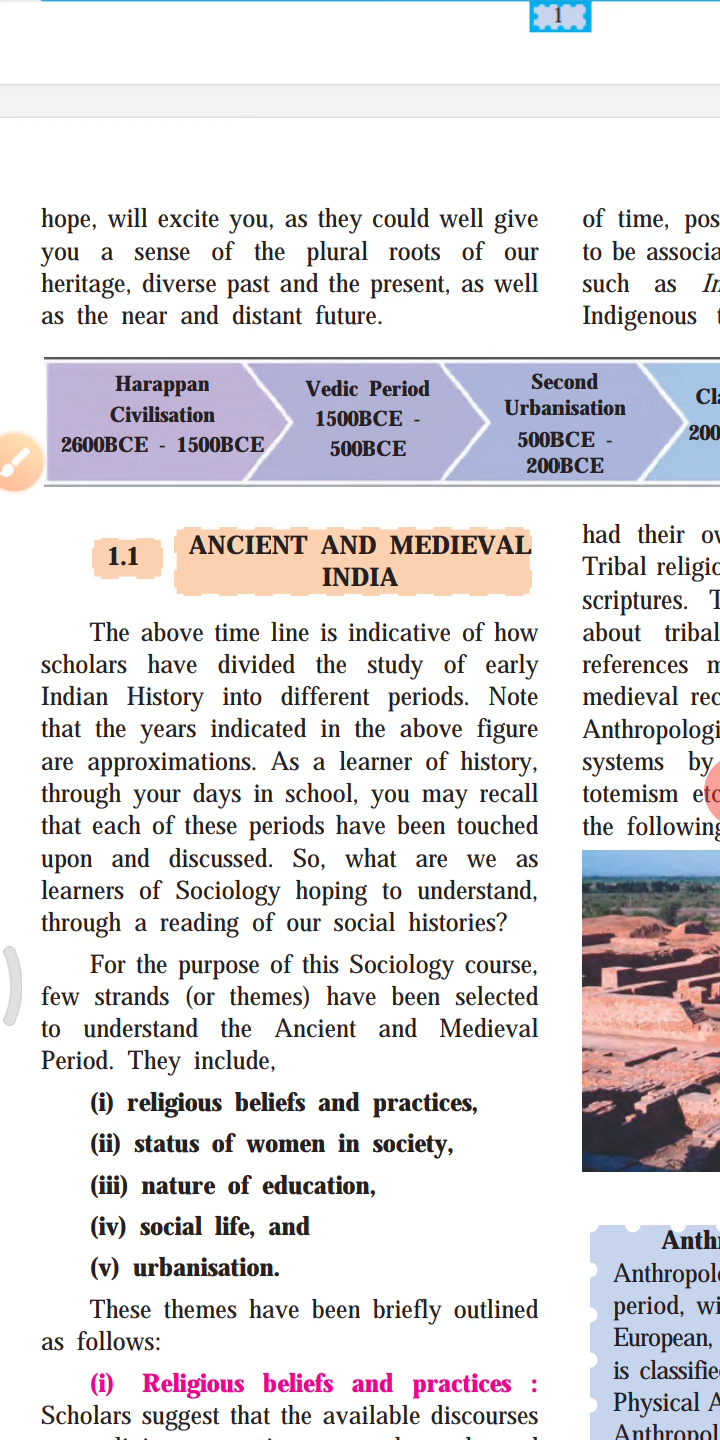 1
hope, will excite you, as they could well give
you a sense of the plural roots of our
heritage, diverse past and the present, as well
as the near and distant future.
of time,
to be
such as
Indigenous
Harappan
Civilisation
2600BCE - 1500BCE
Vedic Period
1500BCE -
500BCE
Second
Urbanisation
500BCE -
200BCE
1.1
ANCIENT AND MEDIEVAL
INDIA
The above time line is indicative of how
scholars have divided the study of early
Indian History into different periods. Note
that the years indicated in the above figure
are approximations. As a learner of history,
through your days in school, you may recall
that each of these periods have been touched
upon and discussed. So, what are we as
learners of Sociology hoping to understand,
through a reading of our social histories?
For the purpose of this Sociology course,
few strands (or themes) have been selected
to understand the Ancient and Medieval
Period. They include,
(i) religious beliefs and practices,
(ii) status of women in society,
(iii) nature of education,
(iv) social life, and
(v) urbanisation.
These themes have been briefly outlined
as follows:
(i) Religious beliefs and practices :
Scholars suggest that the available discourses
had their
Tribal
scriptures.
about tribal
references
medieval
systems by
totemism etc
the following
period,
European,
is
Physical